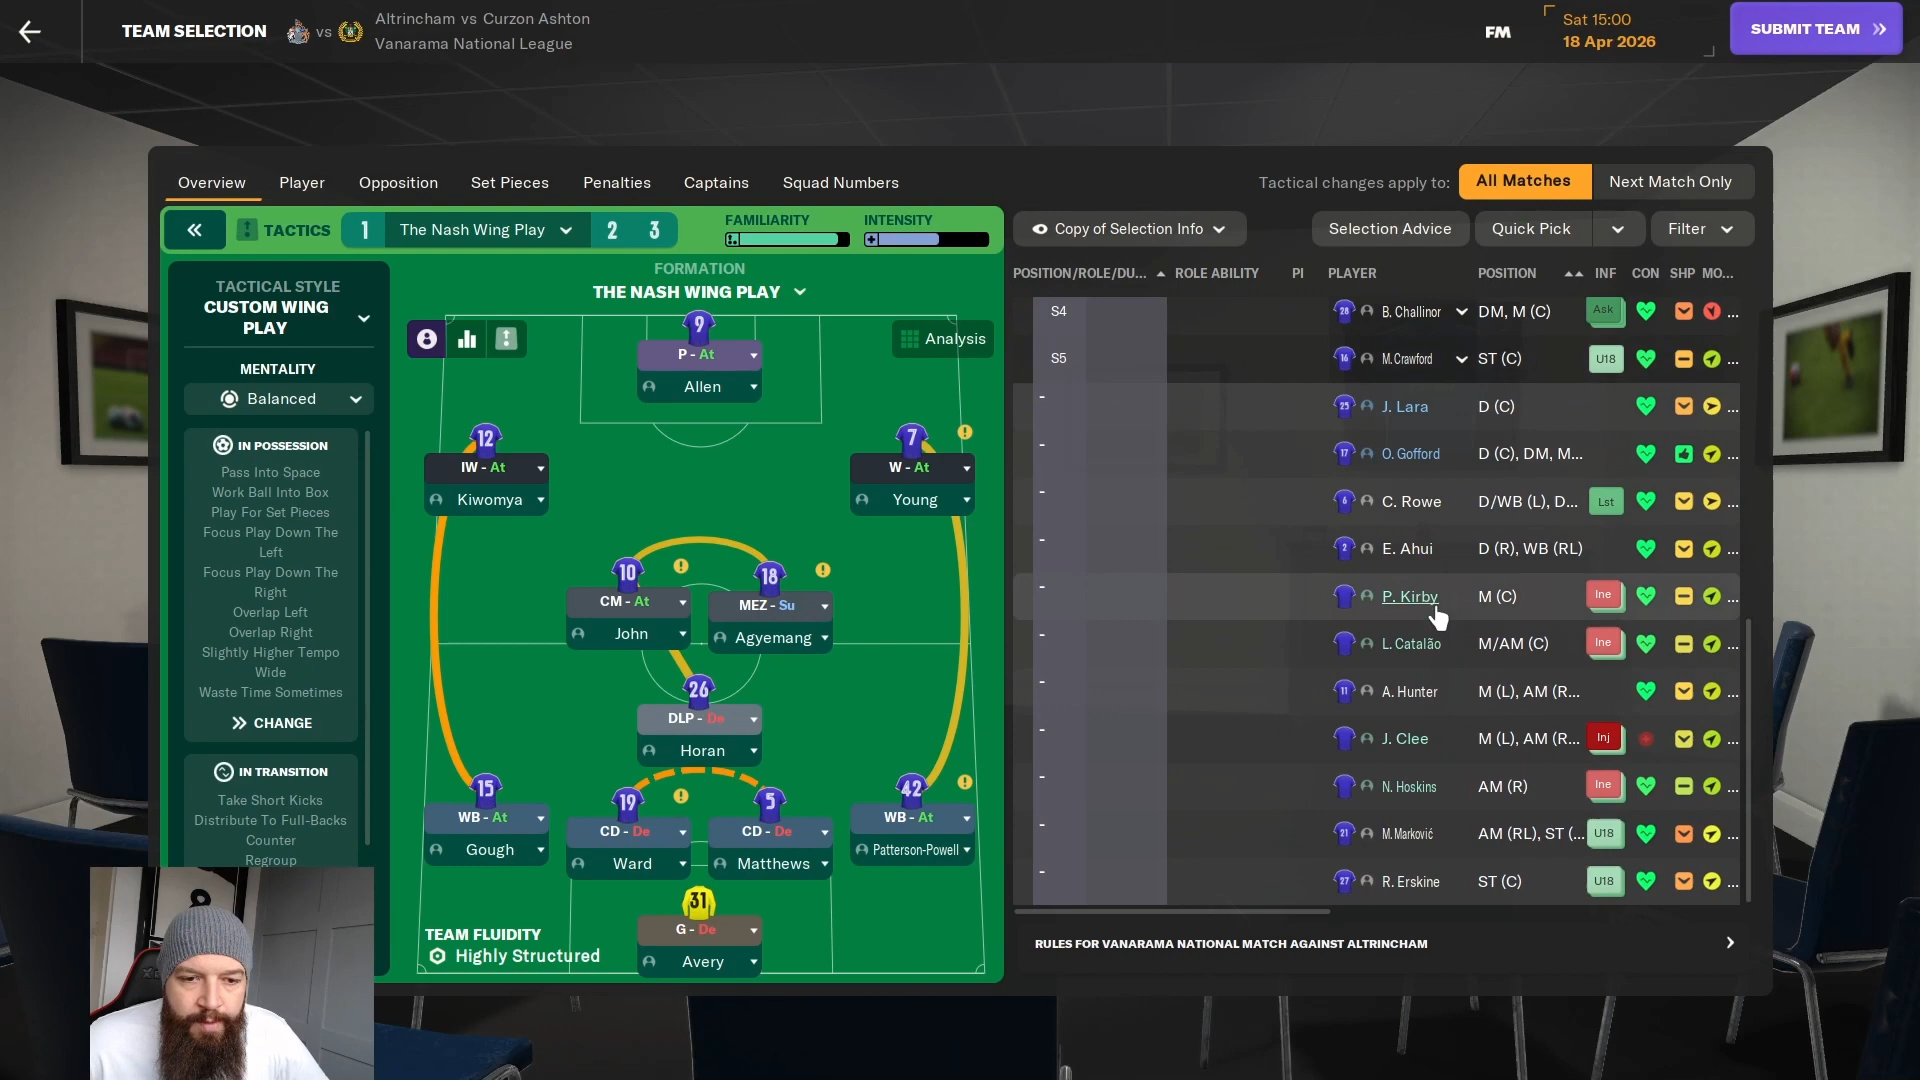 TEAM SELECTION
vs
Altrincham vs Curzon Ashton
Vanarama National League
FM
Sat 15:00
18 Apr 2026
SUBMIT TEAM
Overview
Player
Opposition
Set Pieces
Penalties
Captains
Squad Numbers
Tactical changes apply to:
All Matches
Next Match Only
TACTICS
1
The Nash Wing Play
2
3
FAMILIARITY
INTENSITY
Copy of Selection Info
Selection Advice
Quick Pick
Filter
TACTICAL STYLE
CUSTOM WING
PLAY
MENTALITY
Balanced
IN POSSESSION
Pass Into Space
Work Ball Into Box
Play For Set Pieces
Focus Play Down The
Left
Focus Play Down The
Right
Overlap Left
Overlap Right
Slightly Higher Tempo
Wide
Waste Time Sometimes
CHANGE
IN TRANSITION
Take Short Kicks
Distribute To Full-Backs
Counter
Regroup
FORMATION
THE NASH WING PLAY
Analysis
9
P - At
Allen
12
IW - At
Kiwomya
7
W - At
Young
10
CM - At
John
18
MEZ - Su
Agyemang
26
DLP - De
Horan
15
WB - At
Gough
19
CD - De
Ward
5
CD - De
Matthews
42
WB - At
Patterson-Powell
31
G - De
Avery
TEAM FLUIDITY
Highly Structured
POSITION/ROLE/DU... ROLE ABILITY PI PLAYER POSITION INF CON SHP MO...
S4 28 B. Challinor DM, M (C) Ask ...
S5 16 M. Crawford ST (C) U18 ...
- 25 J. Lara D (C) ...
- 17 O. Gofford D (C), DM, M... ...
- 6 C. Rowe D/WB (L), D... Lst ...
- 2 E. Ahui D (R), WB (RL) ...
- P. Kirby M (C) Ine ...
- L. Catalão M/AM (C) Ine ...
- 11 A. Hunter M (L), AM (R... ...
- J. Clee M (L), AM (R... Inj ...
- N. Hoskins AM (R) Ine ...
- 21 M. Marković AM (RL), ST (... U18 ...
- 27 R. Erskine ST (C) U18 ...
RULES FOR VANARAMA NATIONAL MATCH AGAINST ALTRINCHAM